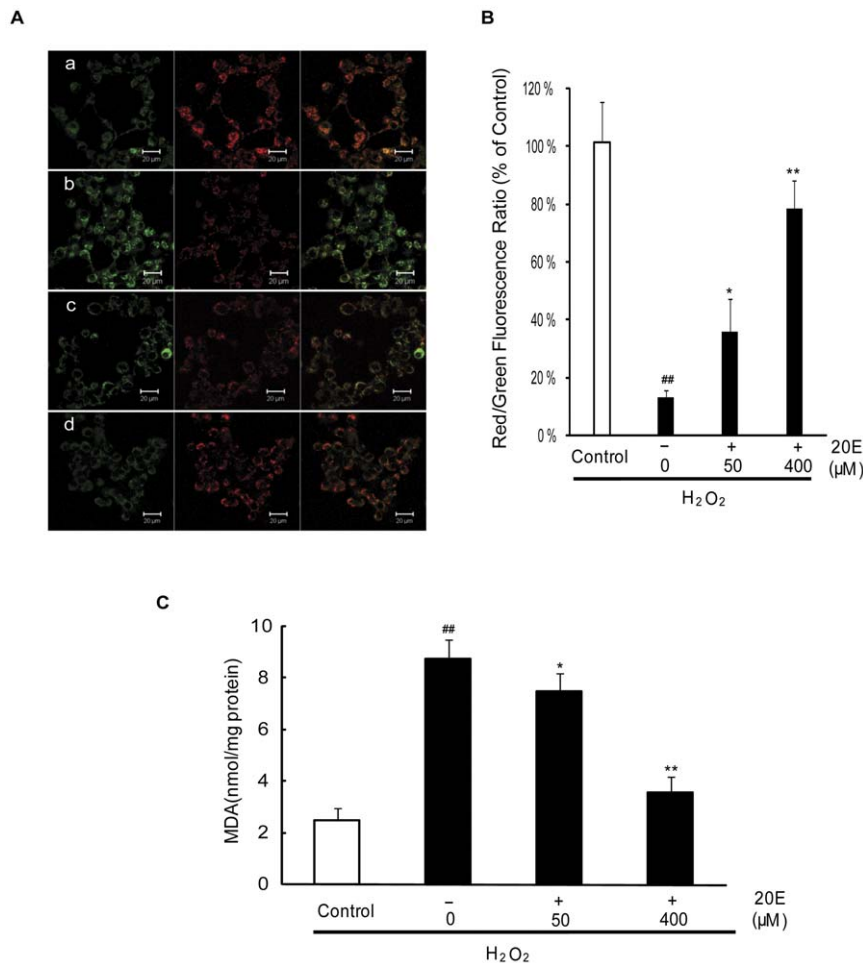 A
a
20 µm 20 µm 20 µm
b
20 µm 20 µm 20 µm
c
20 µm 20 µm 20 µm
d
20 µm 20 µm 20 µm
B
Red/Green Fluorescence Ratio (% of Control)
120 %
100 %
80 %
60 %
40 %
20 %
0 %
##
*
**
Control − + + 20E
0 50 400 (µM)
H₂O₂
C
MDA(nmol/mg protein)
10
8
6
4
2
0
##
*
**
Control − + + 20E
0 50 400 (µM)
H₂O₂